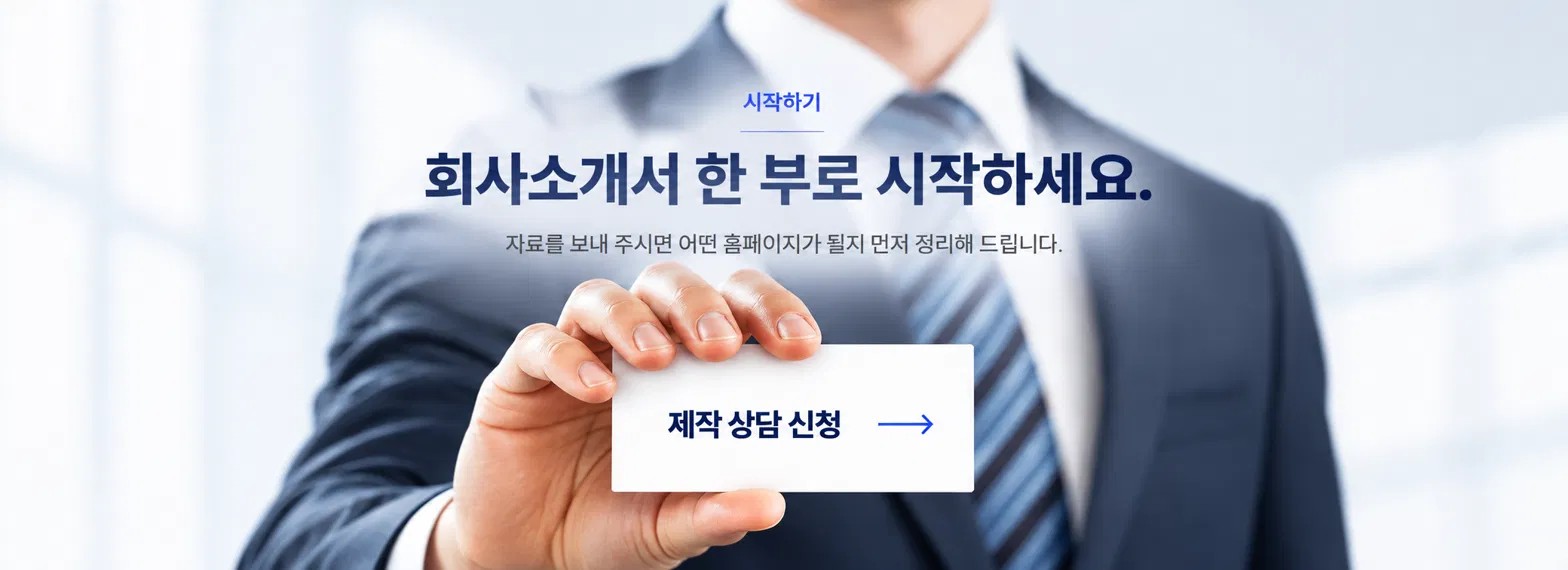 시작하기
회사소개서 한 부로 시작하세요.
자료를 보내 주시면 어떤 홈페이지가 될지 먼저 정리해 드립니다.
제작 상담 신청